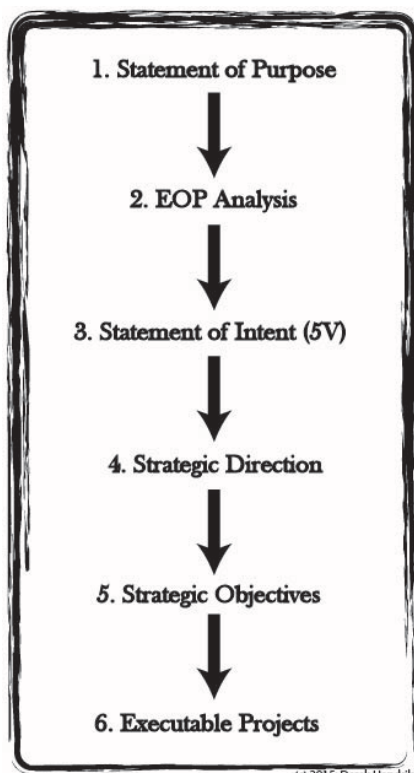 1. Statement of Purpose
2. EOP Analysis
3. Statement of Intent (5V)
4. Strategic Direction
5. Strategic Objectives
6. Executable Projects
2015